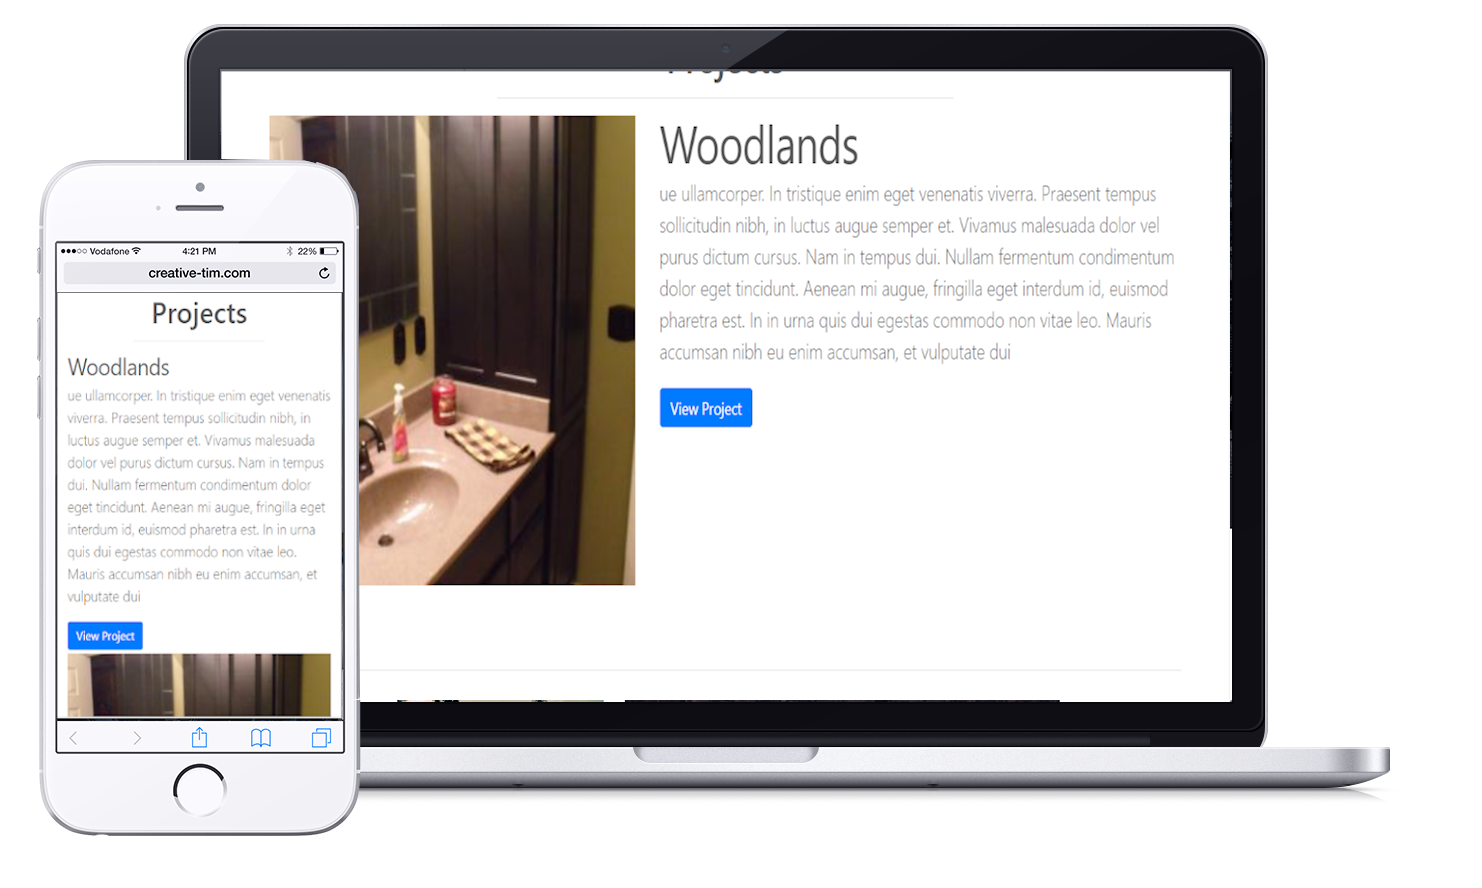 Projects
Woodlands
ue ullamcorper. In tristique enim eget venenatis viverra. Praesent tempus
sollicitudin nibh, in luctus augue semper et. Vivamus malesuada dolor vel
purus dictum cursus. Nam in tempus dui. Nullam fermentum condimentum
dolor eget tincidunt. Aenean mi augue, fringilla eget interdum id, euismod
pharetra est. In in urna quis dui egestas commodo non vitae leo. Mauris
accumsan nibh eu enim accumsan, et vulputate dui
View Project
Vodafone 4:21 PM 22%
creative-tim.com
Projects
Woodlands
ue ullamcorper. In tristique enim eget venenatis
viverra. Praesent tempus sollicitudin nibh, in
luctus augue semper et. Vivamus malesuada
dolor vel purus dictum cursus. Nam in tempus
dui. Nullam fermentum condimentum dolor
eget tincidunt. Aenean mi augue, fringilla eget
interdum id, euismod pharetra est. In in urna
quis dui egestas commodo non vitae leo.
Mauris accumsan nibh eu enim accumsan, et
vulputate dui
View Project